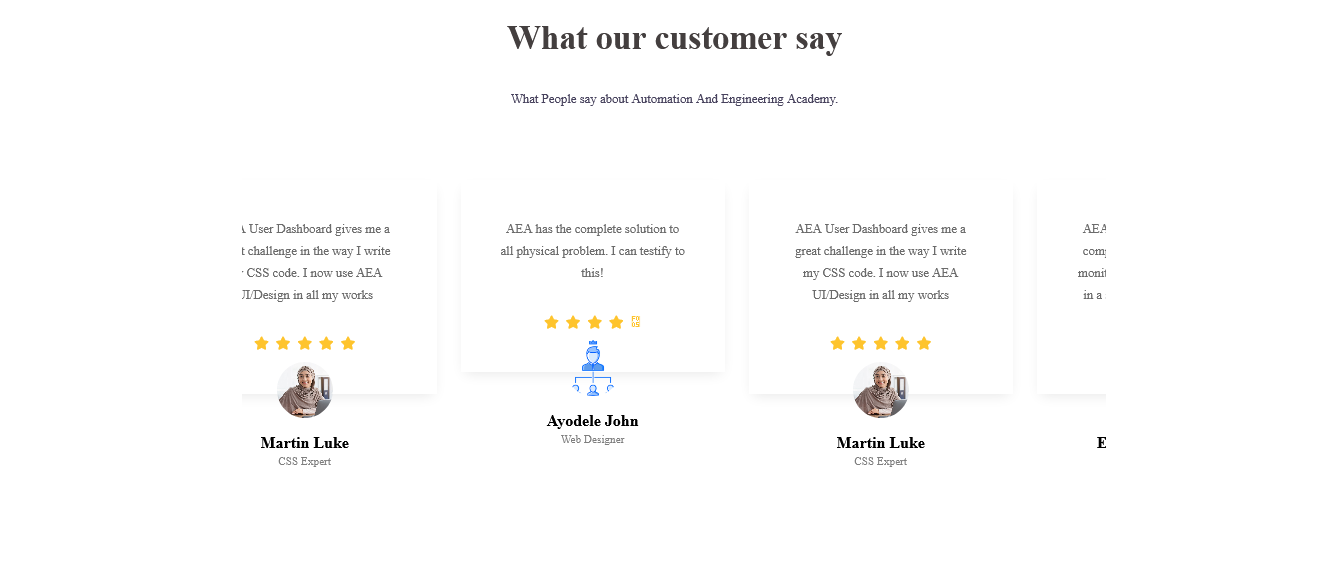 What our customer say
What People say about Automation And Engineering Academy.
User Dashboard gives me a
challenge in the way I write
CSS code. I now use AEA
UI/Design in all my works
Martin Luke
CSS Expert
AEA has the complete solution to
all physical problem. I can testify to
this!
Ayodele John
Web Designer
AEA User Dashboard gives me a
great challenge in the way I write
my CSS code. I now use AEA
UI/Design in all my works
Martin Luke
CSS Expert
AEA
in a